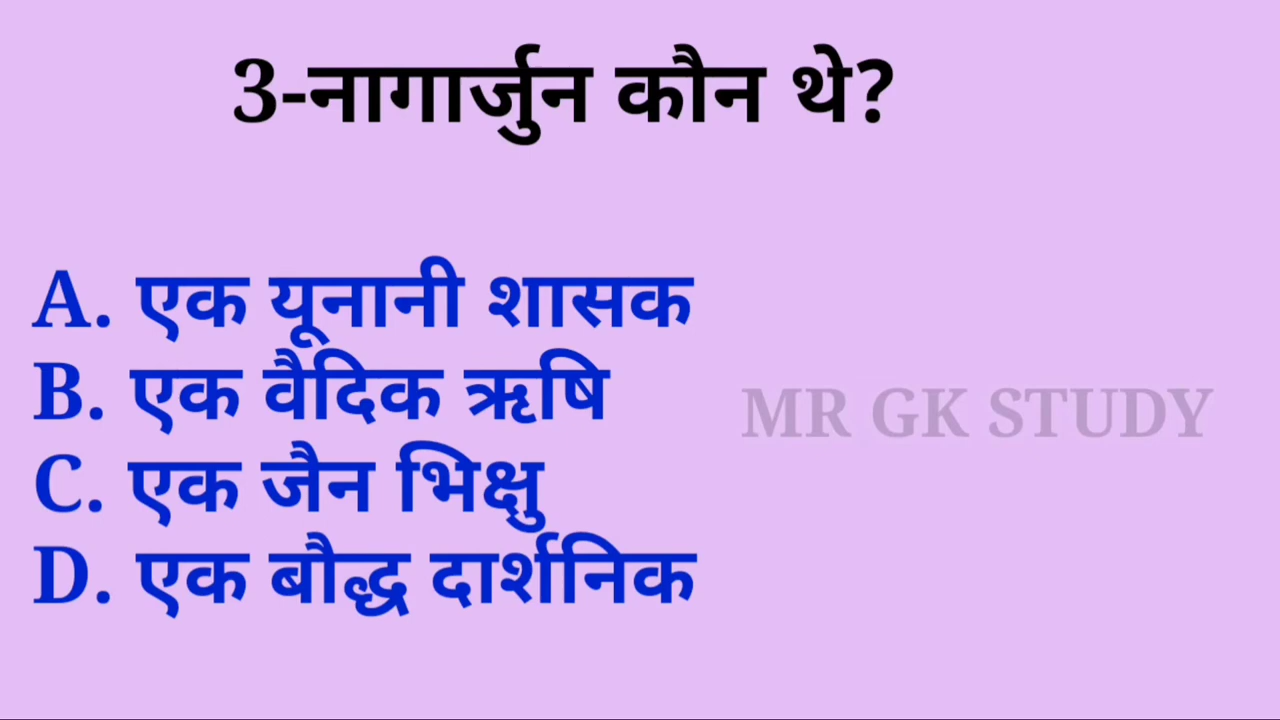 3-नागार्जुन कौन थे?
A. एक यूनानी शासक
B. एक वैदिक ऋषि
MR GK STUDY
C. एक जैन भिक्षु
D. एक बौद्ध दार्शनिक